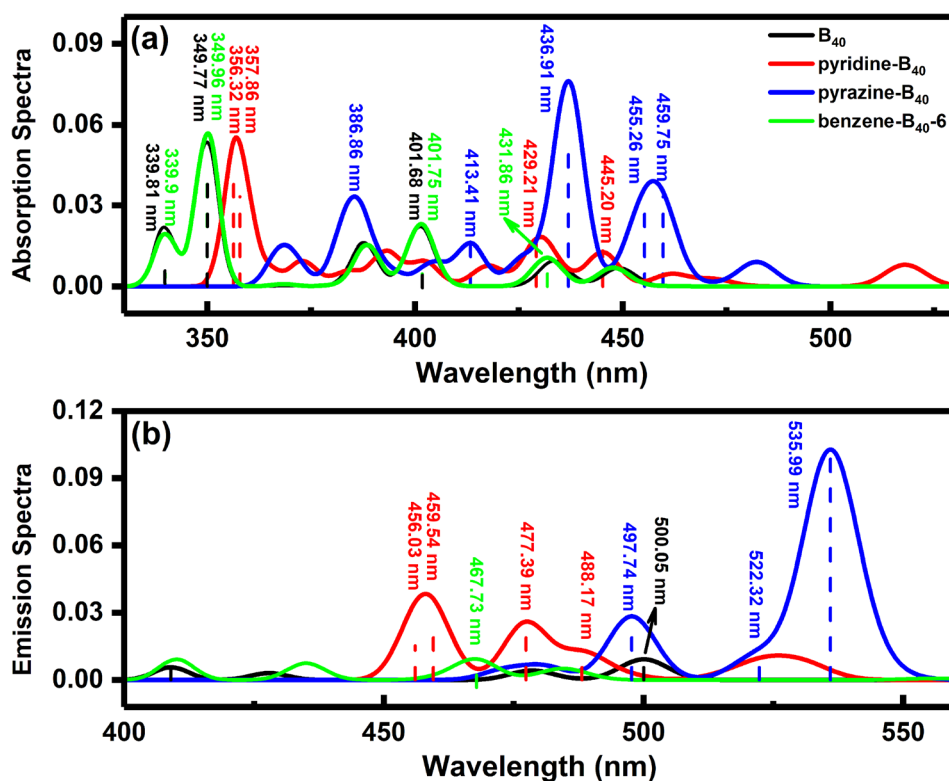 (a)
Absorption Spectra
0.09
0.06
0.03
0.00
339.81 nm
339.9 nm
349.77 nm
349.96 nm
356.32 nm
357.86 nm
386.86 nm
401.68 nm
401.75 nm
413.41 nm
431.86 nm
429.21 nm
436.91 nm
445.20 nm
455.26 nm
459.75 nm
B₄₀
pyridine-B₄₀
pyrazine-B₄₀
benzene-B₄₀-6
350
400
450
500
Wavelength (nm)
(b)
Emission Spectra
0.12
0.09
0.06
0.03
0.00
456.03 nm
459.54 nm
467.73 nm
477.39 nm
488.17 nm
497.74 nm
500.05 nm
522.32 nm
535.99 nm
400
450
500
550
Wavelength (nm)